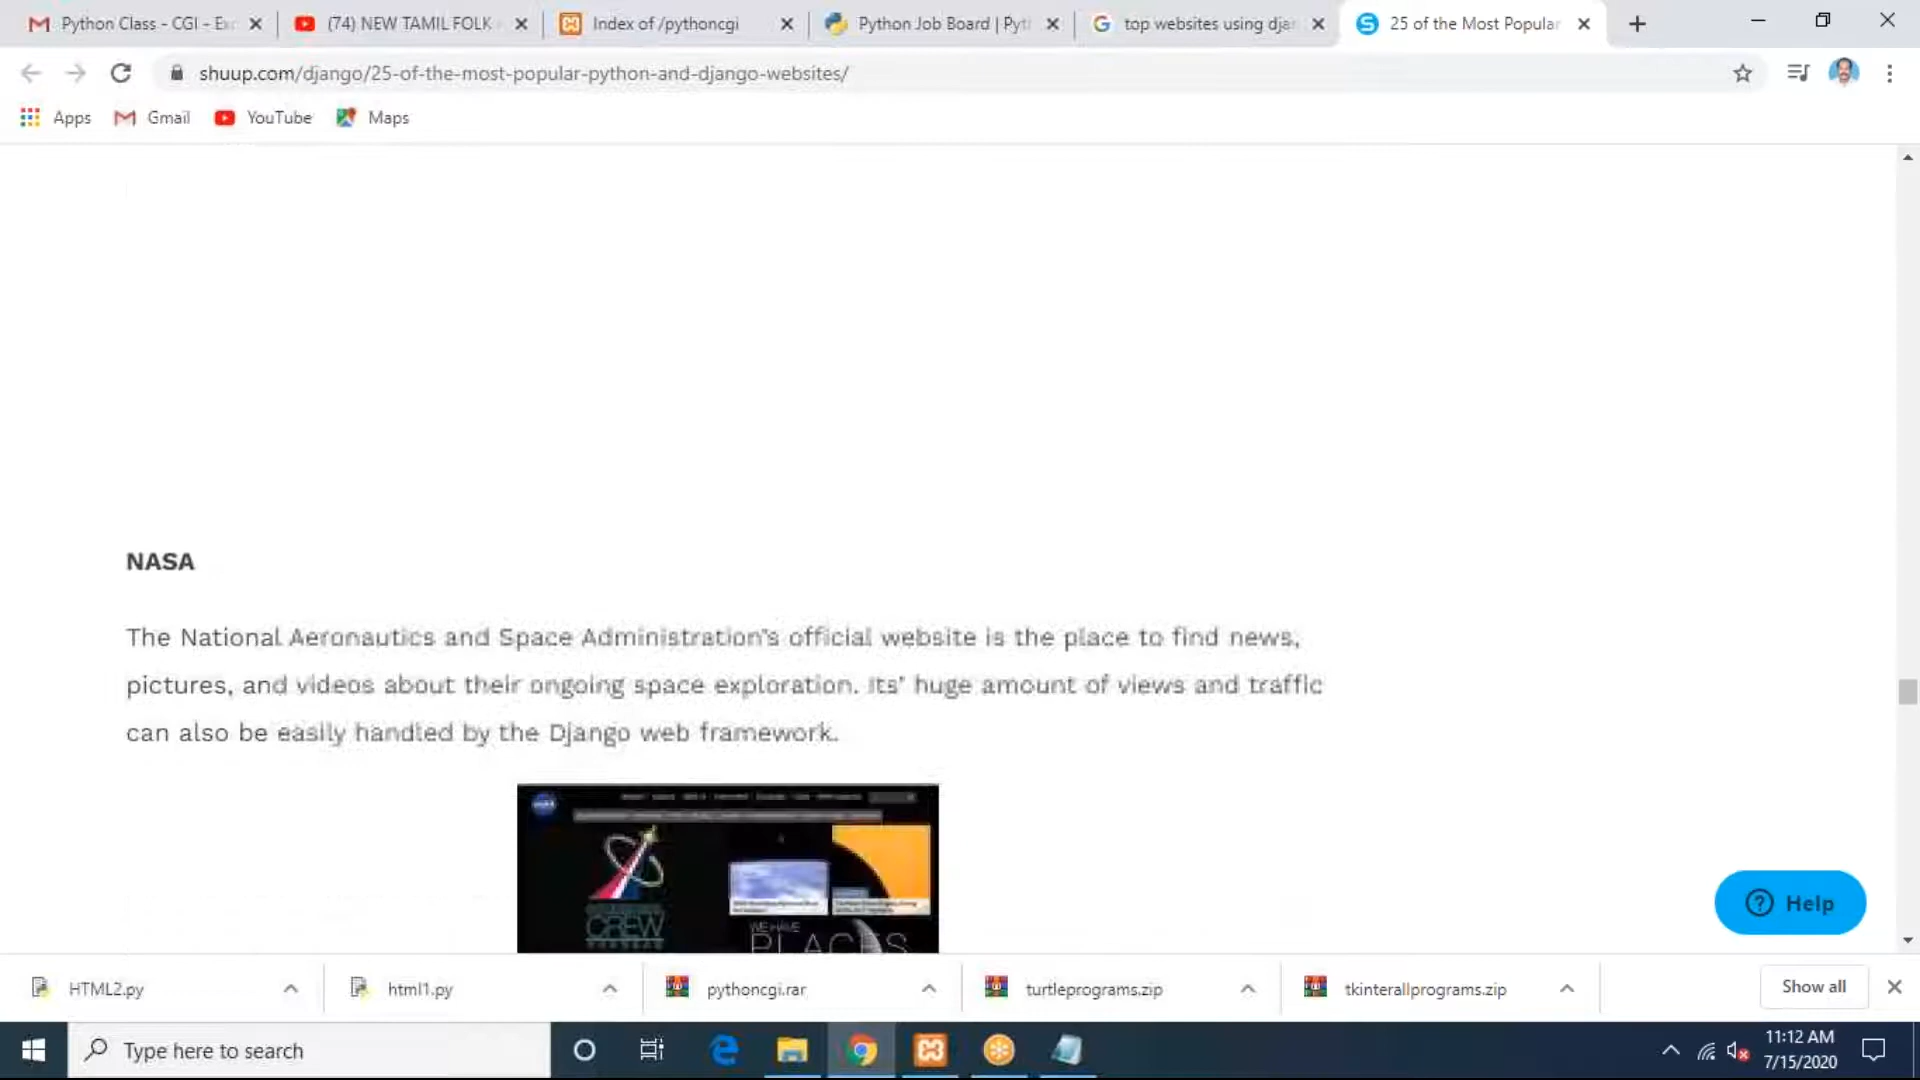 Python Class - CGI - Ex
(74) NEW TAMIL FOLK
Index of /pythoncgi
Python Job Board | Pyt
top websites using djan
25 of the Most Popular
shuup.com/django/25-of-the-most-popular-python-and-django-websites/
Apps
Gmail
YouTube
Maps
NASA
The National Aeronautics and Space Administration's official website is the place to find news,
pictures, and videos about their ongoing space exploration. Its' huge amount of views and traffic
can also be easily handled by the Django web framework.
CREW
WE HAVE
PLACES
Help
HTML2.py
html1.py
pythoncgi.rar
turtleprograms.zip
tkinterallprograms.zip
Show all
Type here to search
11:12 AM
7/15/2020